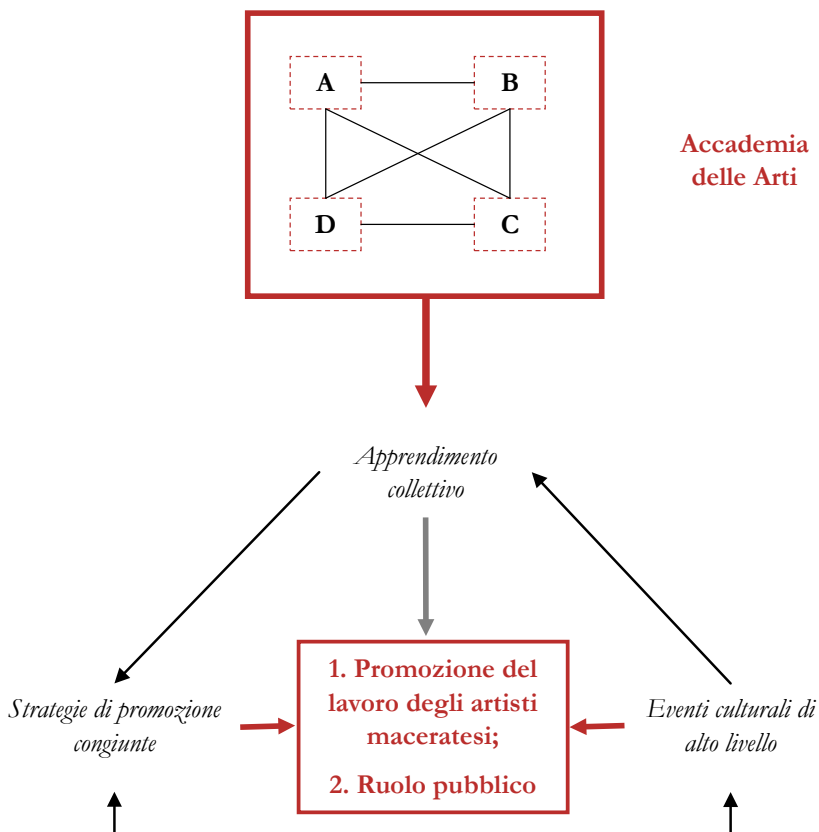 A
B
Accademia
delle Arti
D
C
Apprendimento
collettivo
1. Promozione del
lavoro degli artisti
maceratesi;
2. Ruolo pubblico
Strategie di promozione
congiunte
Eventi culturali di
alto livello